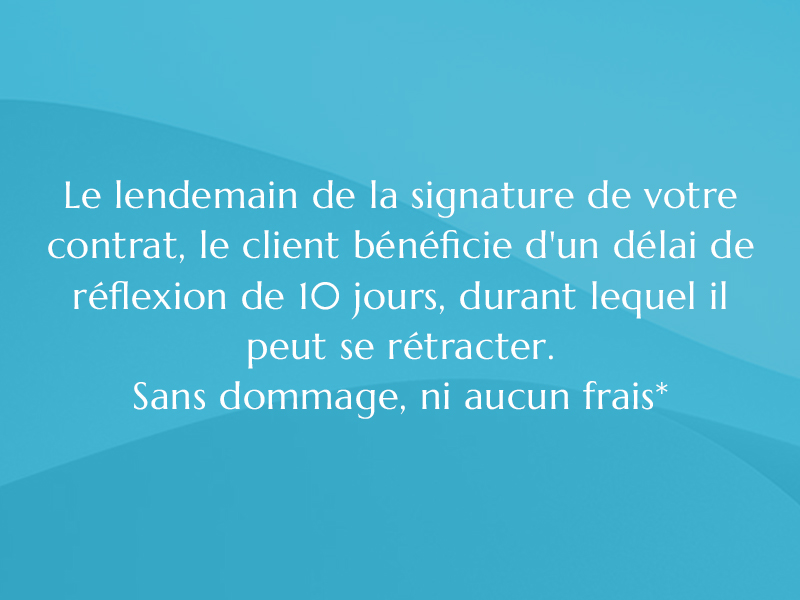 Le lendemain de la signature de votre
contrat, le client bénéficie d'un délai de
réflexion de 10 jours, durant lequel il
peut se rétracter.
Sans dommage, ni aucun frais*